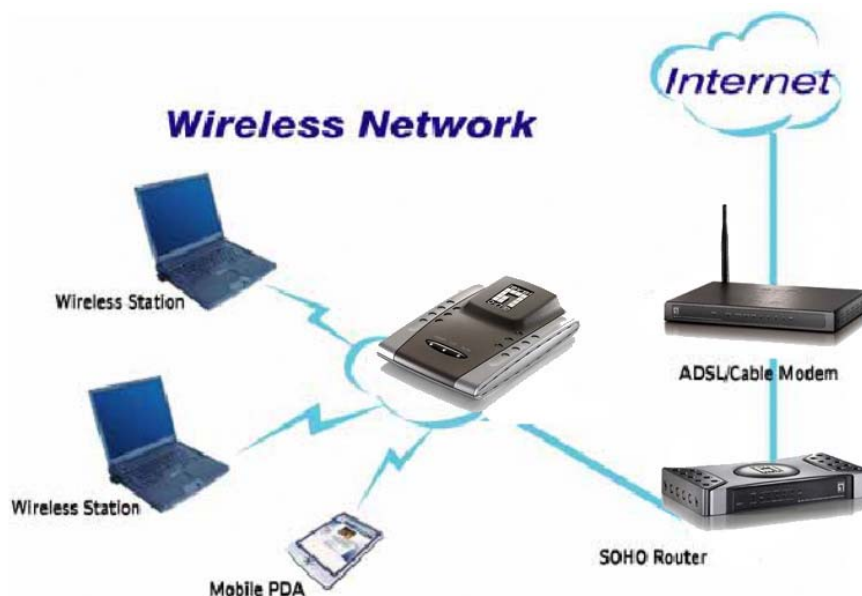 Internet
Wireless Network
Wireless Station
ADSL/Cable Modem
Wireless Station
SOHO Router
Mobile PDA